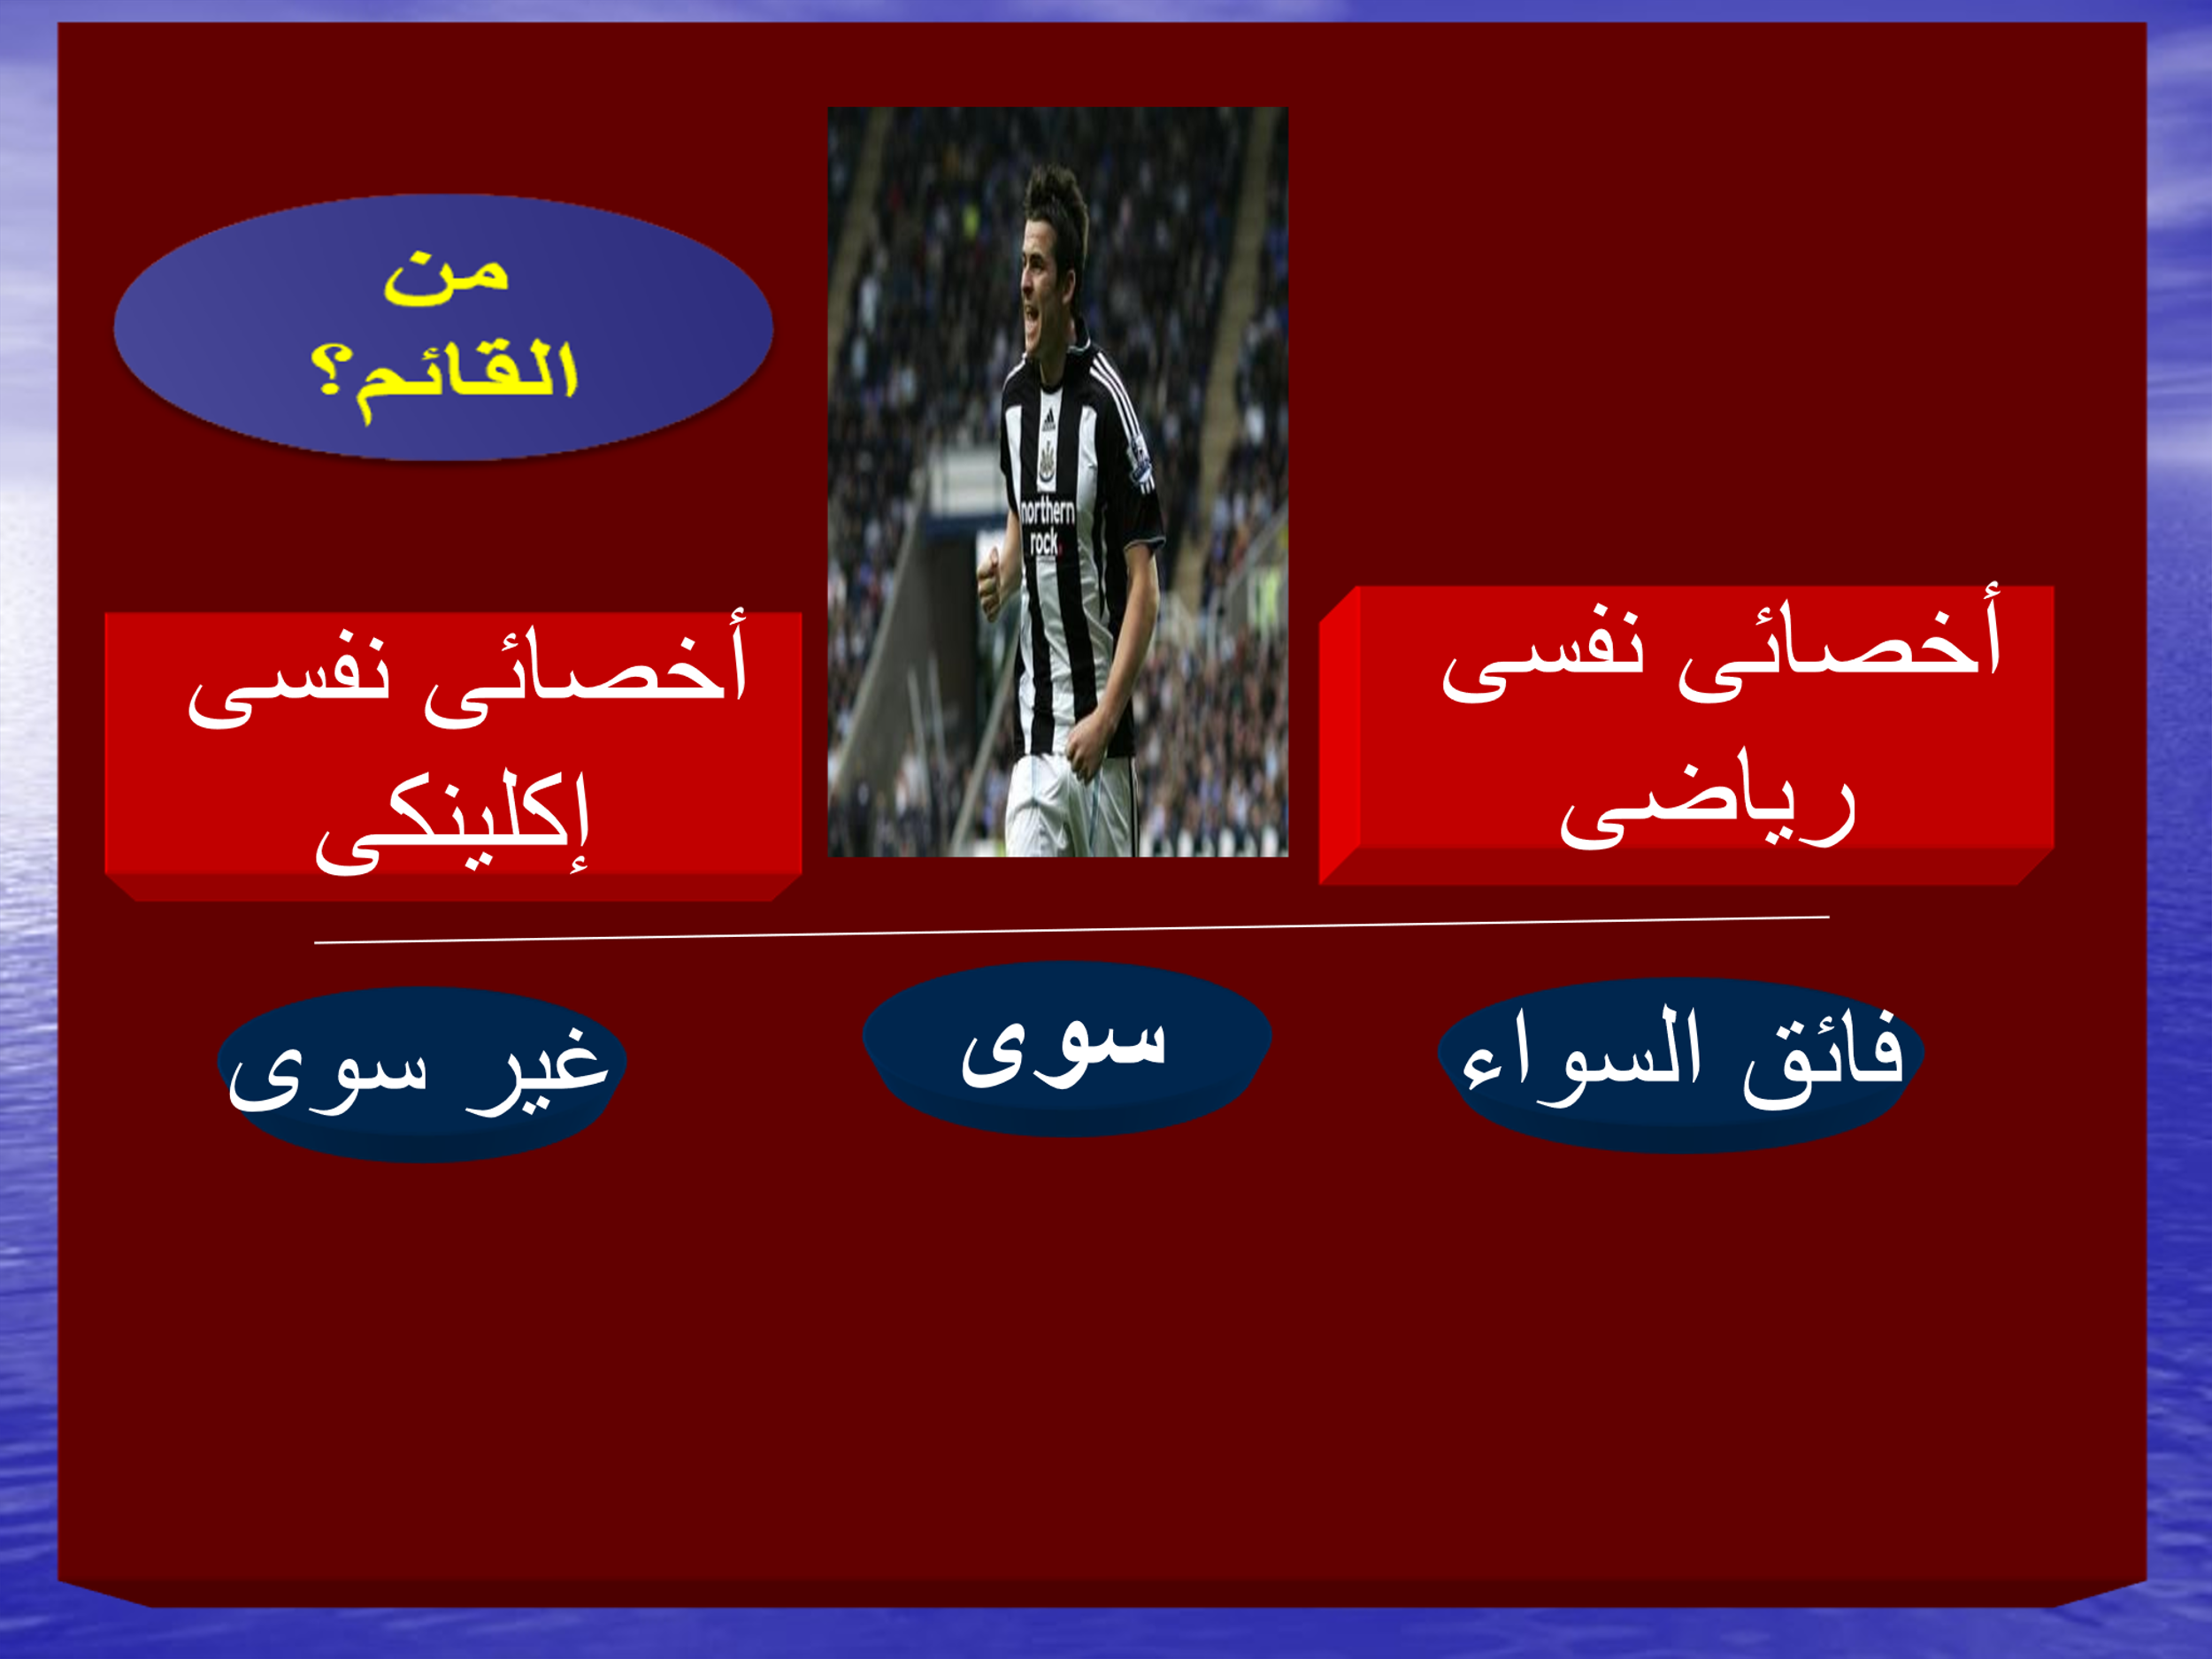 من
القائم؟
northern
rock.
أخصائى نفسى
رياضى
أخصائى نفسى
إكلينكى
فائق السواء
سوى
غير سوى